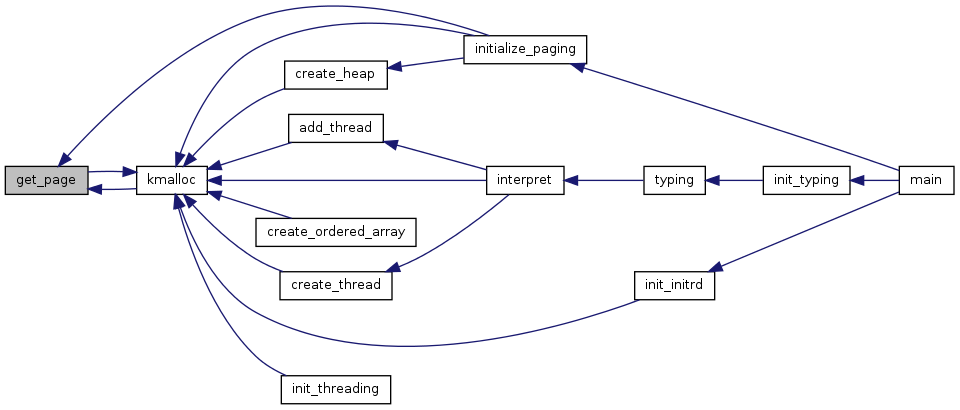 initialize_paging
create_heap
add_thread
get_page
kmalloc
interpret
typing
init_typing
main
create_ordered_array
create_thread
init_initrd
init_threading